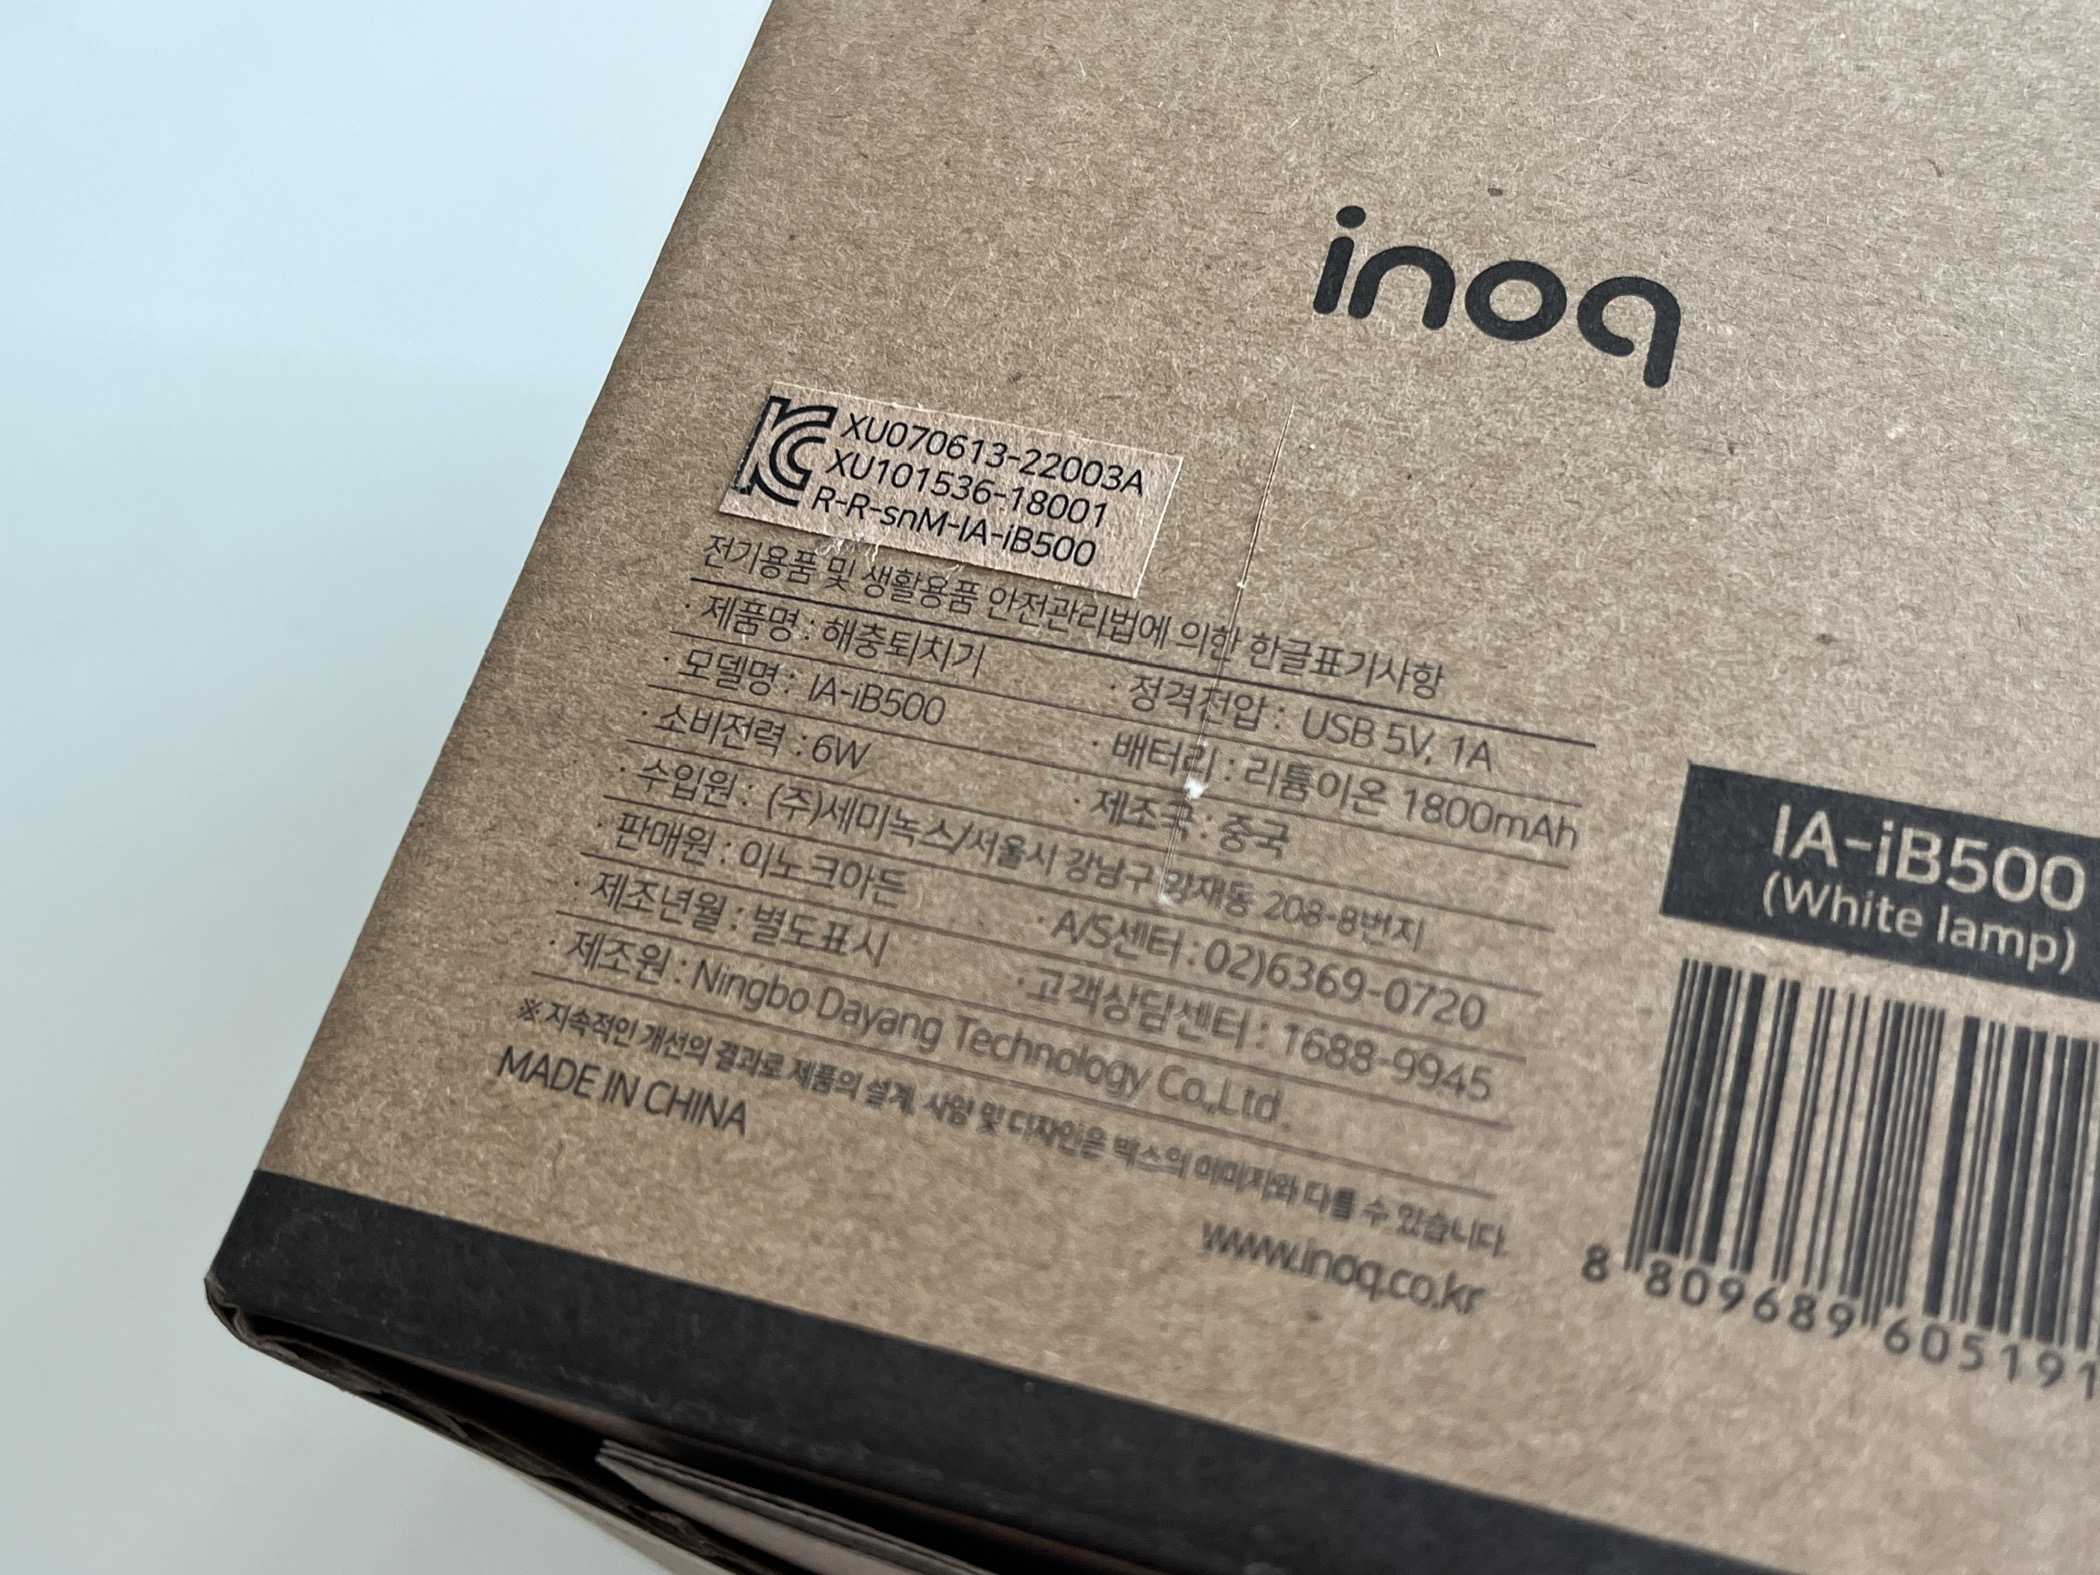 inoq
XU070613-22003A
XU101536-18001
R-R-snM-IA-iB500
전기용품 및 생활용품 안전관리법에 의한 한글표기사항
· 제품명 : 해충퇴치기
· 정격전압 : USB 5V, 1A
· 모델명 : IA-iB500
· 배터리 : 리튬이온 1800mAh
· 소비전력 : 6W
· 제조국 : 중국
· 수입원 : (주)세미녹스/서울시 강남구 양재동 208-8번지
· 판매원 : 이노크아든
· A/S센터 : 02)6369-0720
· 제조년월 : 별도표시
· 고객상담센터 : 1688-9945
· 제조원 : Ningbo Dayang Technology Co.,Ltd.
※ 지속적인 개선의 결과로 제품의 설계, 사양 및 디자인은 박스의 이미지와 다를 수 있습니다.
MADE IN CHINA
www.inoq.co.kr
IA-iB500
(White lamp)
8 809689 605191